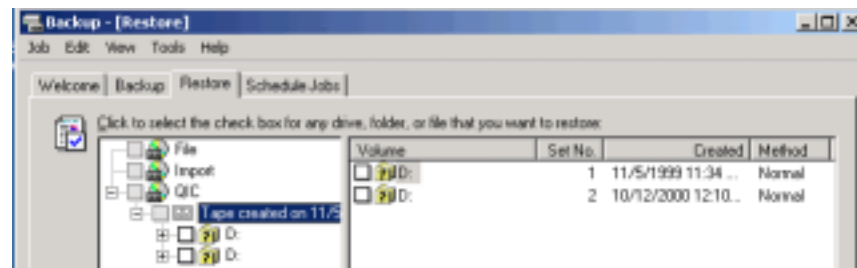 Backup - [Restore]
Job Edit View Tools Help
Welcome Backup Restore Schedule Jobs
Click to select the check box for any drive, folder, or file that you want to restore:
File
Import
QIC
Tape created on 11/5
D:
D:
Volume Set No. Created Method
D: 1 11/5/1999 11:34 ... Normal
D: 2 10/12/2000 12:10... Normal